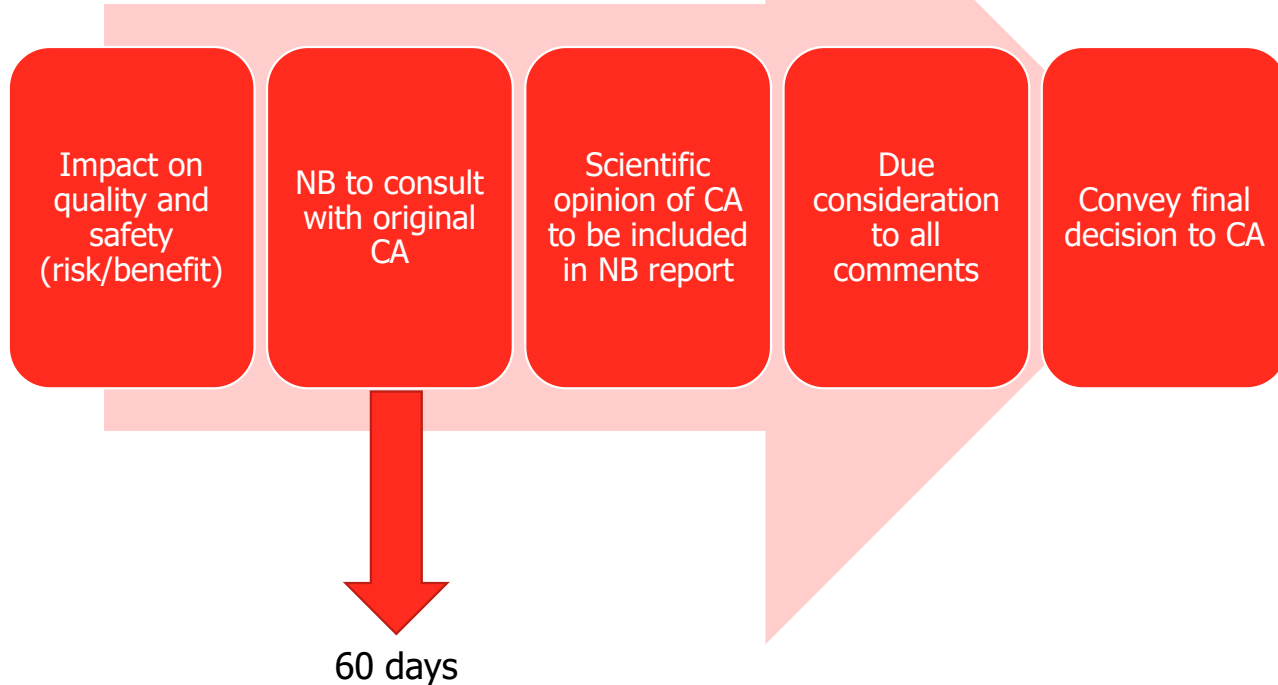 Impact on
quality and
safety
(risk/benefit)
NB to consult
with original
CA
Scientific
opinion of CA
to be included
in NB report
Due
consideration
to all
comments
Convey final
decision to CA
60 days